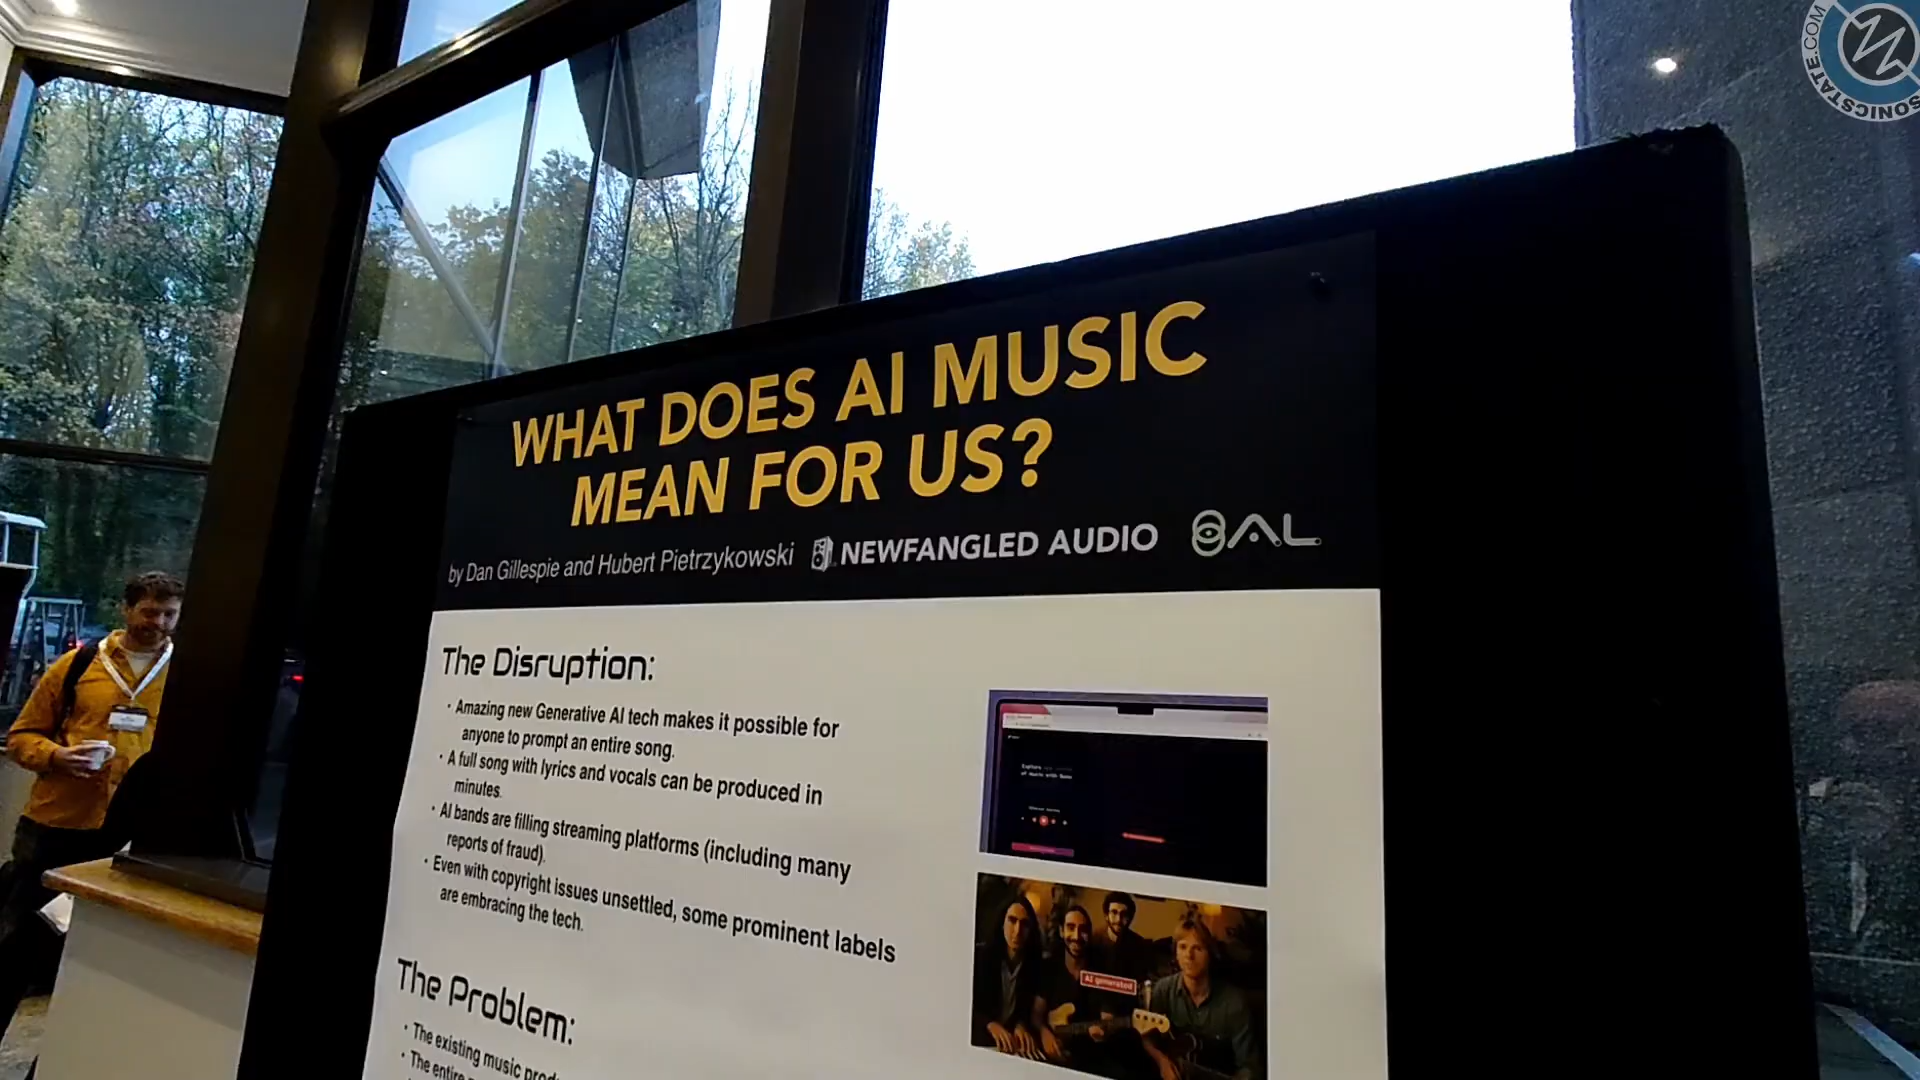 SONICSTATE.COM
WHAT DOES AI MUSIC
MEAN FOR US?
by Dan Gillespie and Hubert Pietrzykowski NEWFANGLED AUDIO
The Disruption:
· Amazing new Generative AI tech makes it possible for
anyone to prompt an entire song.
· A full song with lyrics and vocals can be produced in
minutes.
· AI bands are filling streaming platforms (including many
reports of fraud).
· Even with copyright issues unsettled, some prominent labels
are embracing the tech.
AI generated
The Problem:
· The existing music
· The entire